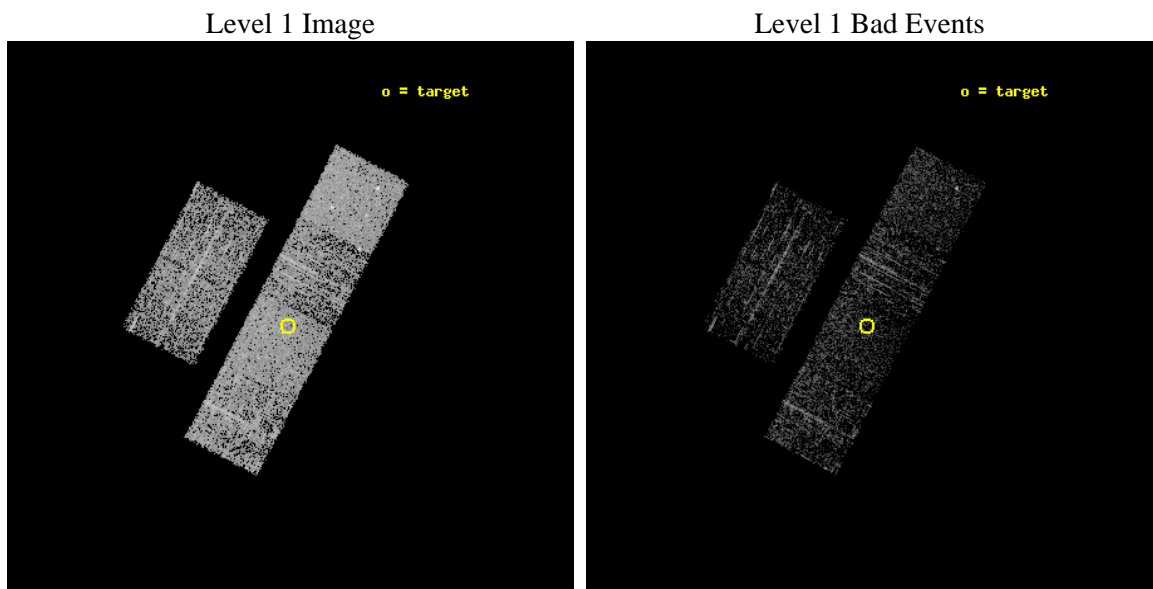 Level 1 Image
Level 1 Bad Events
o = target
o = target